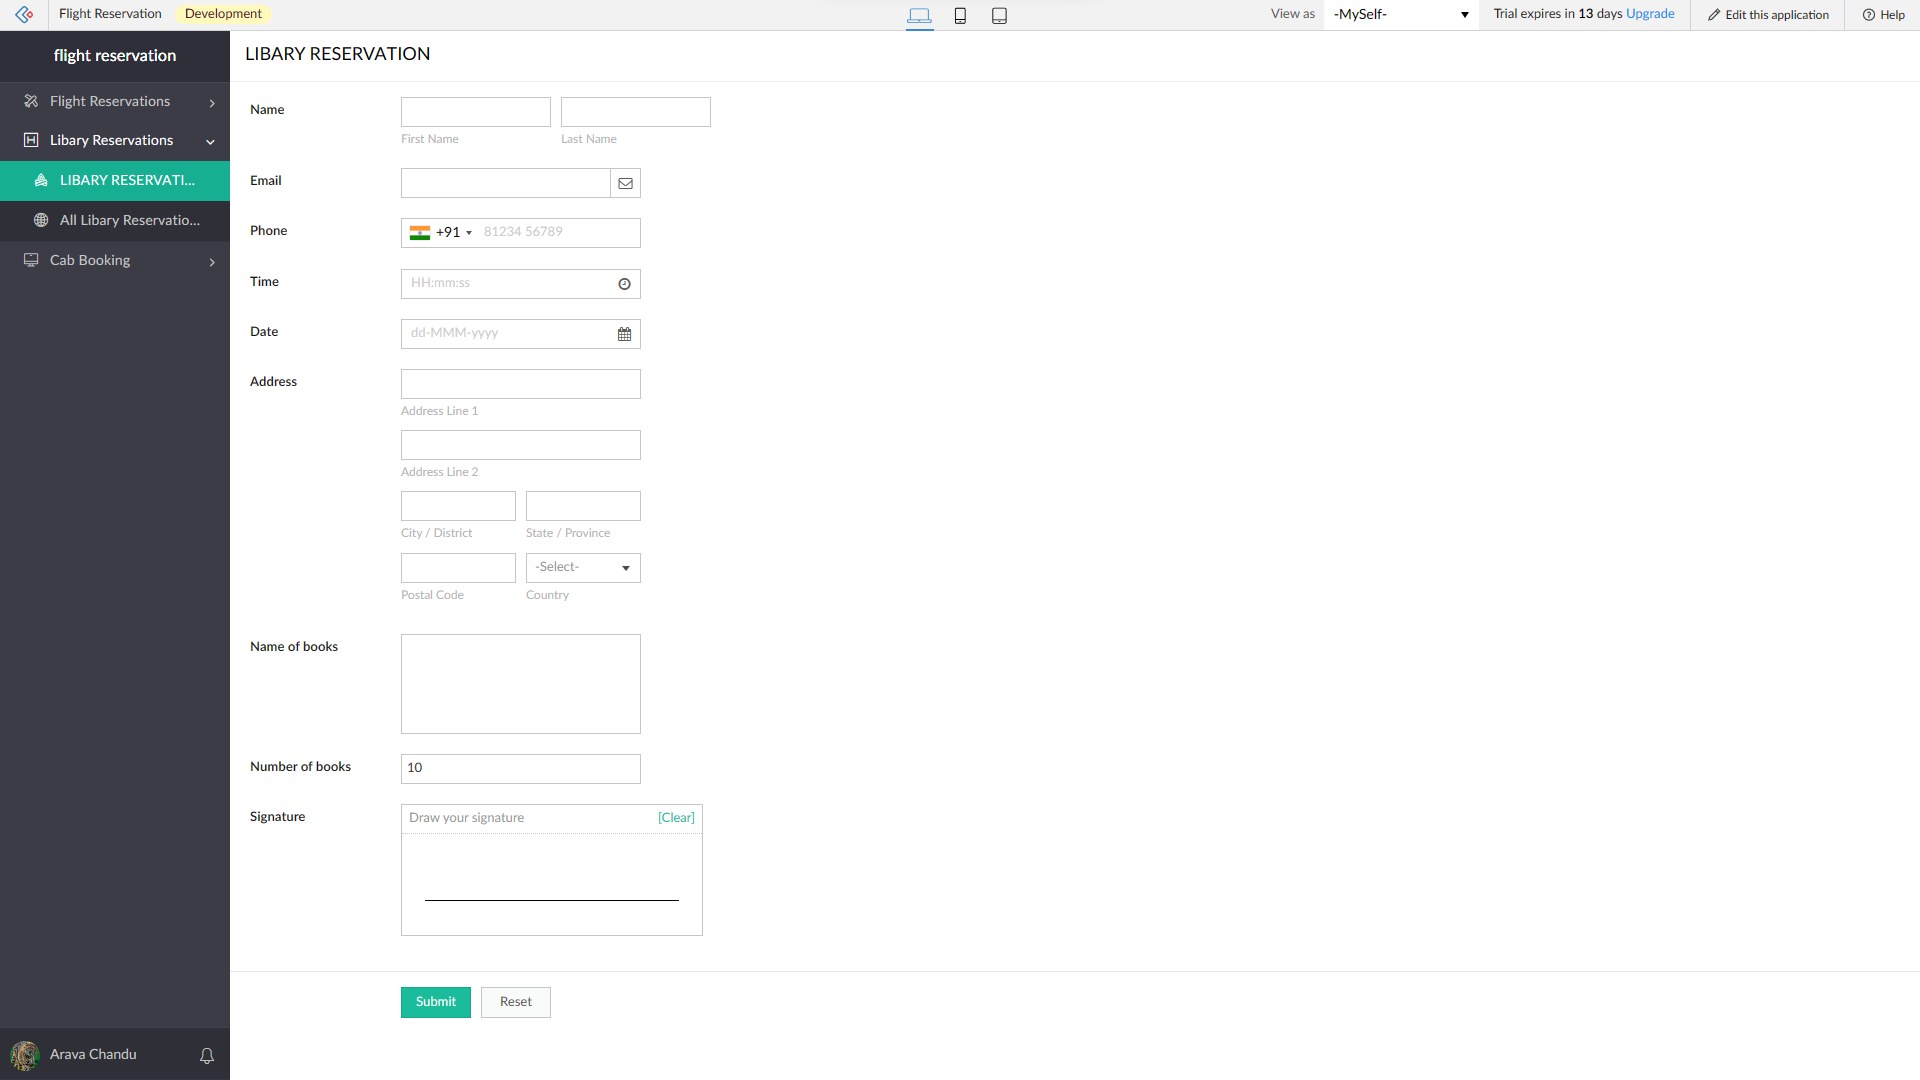 Flight Reservation Development
View as -MySelf- Trial expires in 13 days Upgrade Edit this application Help
flight reservation
Flight Reservations
Libary Reservations
LIBARY RESERVATI...
All Libary Reservatio...
Cab Booking
Arava Chandu
LIBARY RESERVATION
Name
First Name Last Name
Email
Phone +91 81234 56789
Time HH:mm:ss
Date dd-MMM-yyyy
Address
Address Line 1
Address Line 2
City / District State / Province
-Select-
Postal Code Country
Name of books
Number of books 10
Signature Draw your signature [Clear]
Submit Reset